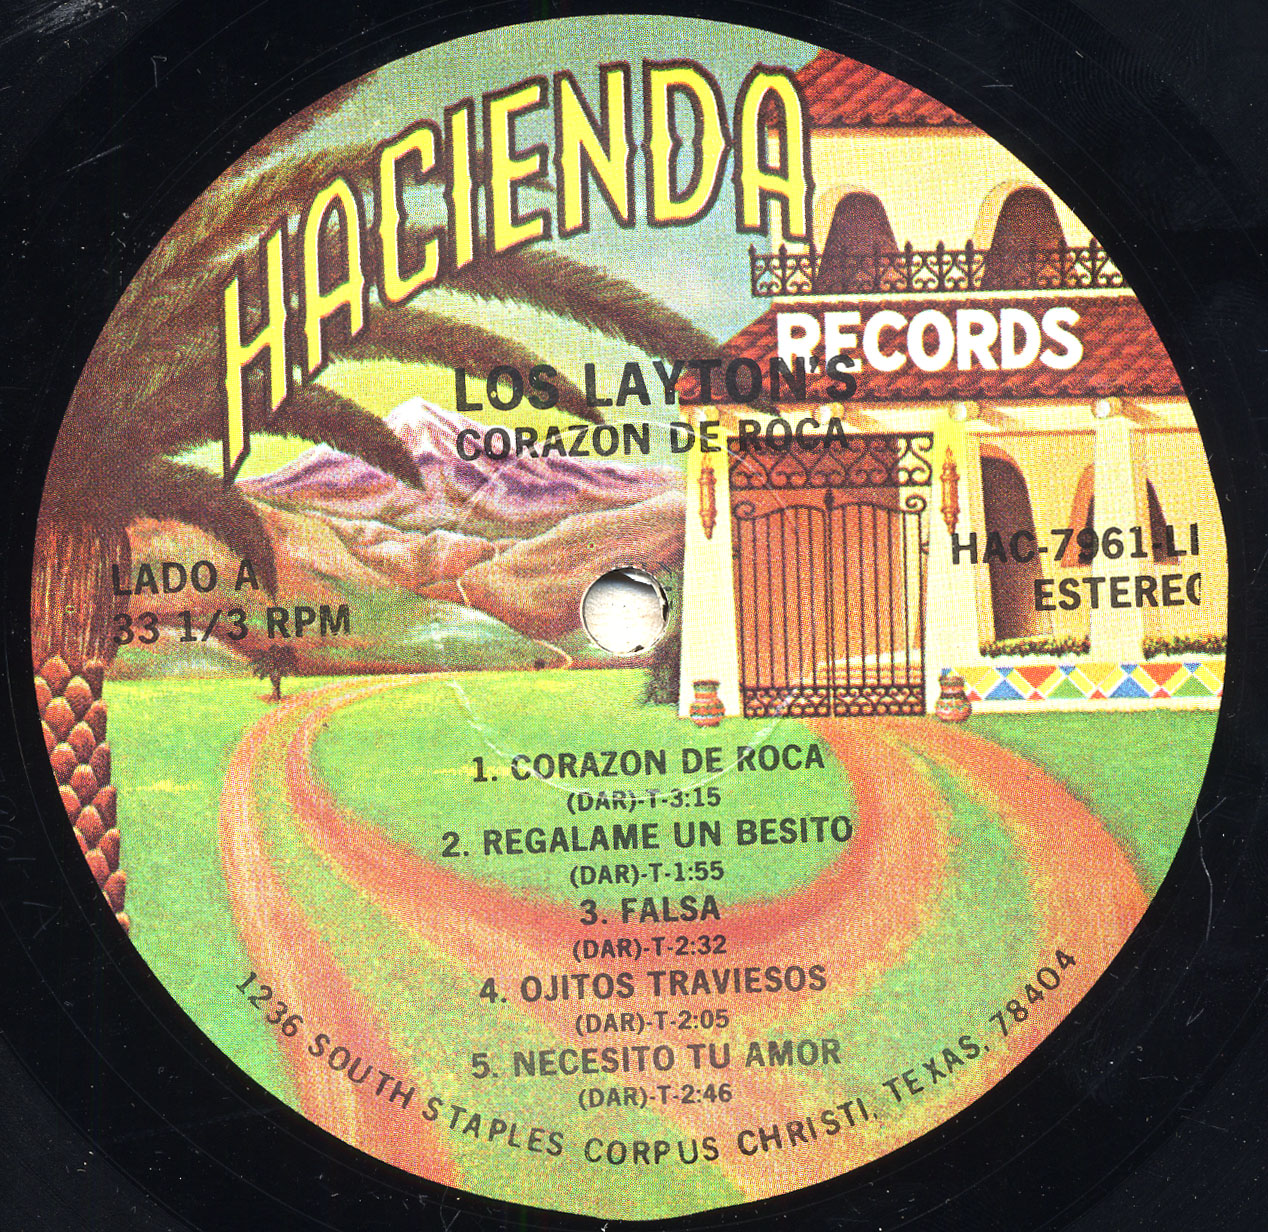 HACIENDA
RECORDS
LOS LAYTON'S
CORAZON DE ROCA
LADO A
33 1/3 RPM
HAC-7961-LI
ESTEREO
1. CORAZON DE ROCA
(DAR)-T-3:15
2. REGALAME UN BESITO
(DAR)-T-1:55
3. FALSA
(DAR)-T-2:32
4. OJITOS TRAVIESOS
(DAR)-T-2:05
5. NECESITO TU AMOR
(DAR)-T-2:46
1236 SOUTH STAPLES CORPUS CHRISTI, TEXAS, 78404